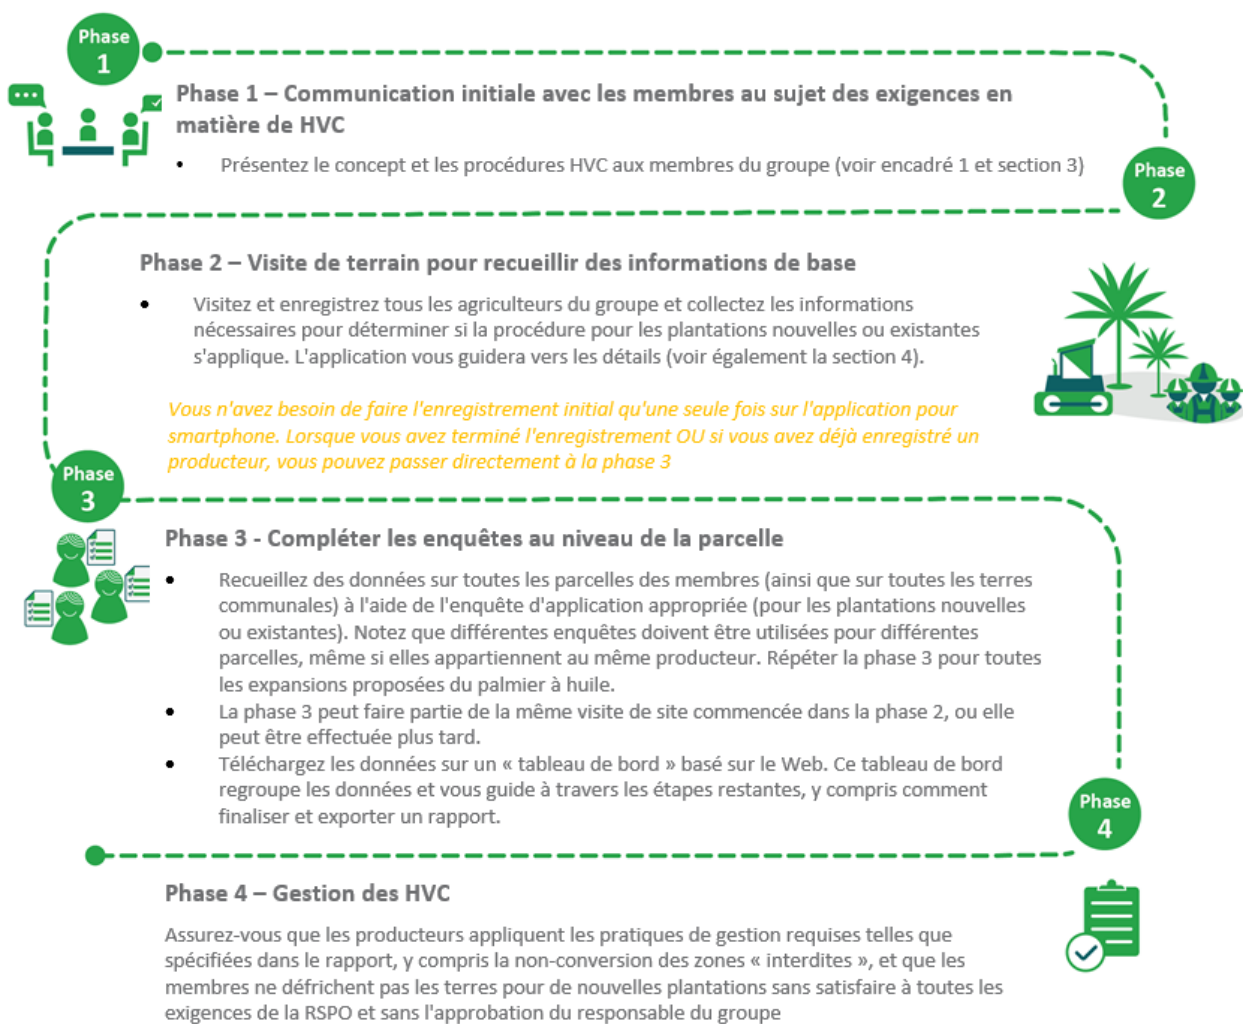 Phase
1
Phase 1 – Communication initiale avec les membres au sujet des exigences en
matière de HVC
• Présentez le concept et les procédures HVC aux membres du groupe (voir encadré 1 et section 3)
Phase
2
Phase 2 – Visite de terrain pour recueillir des informations de base
• Visitez et enregistrez tous les agriculteurs du groupe et collectez les informations
nécessaires pour déterminer si la procédure pour les plantations nouvelles ou existantes
s'applique. L'application vous guidera vers les détails (voir également la section 4).
Vous n'avez besoin de faire l'enregistrement initial qu'une seule fois sur l'application pour
smartphone. Lorsque vous avez terminé l'enregistrement OU si vous avez déjà enregistré un
producteur, vous pouvez passer directement à la phase 3
Phase
3
Phase 3 - Compléter les enquêtes au niveau de la parcelle
• Recueillez des données sur toutes les parcelles des membres (ainsi que sur toutes les terres
communales) à l'aide de l'enquête d'application appropriée (pour les plantations nouvelles
ou existantes). Notez que différentes enquêtes doivent être utilisées pour différentes
parcelles, même si elles appartiennent au même producteur. Répéter la phase 3 pour toutes
les expansions proposées du palmier à huile.
• La phase 3 peut faire partie de la même visite de site commencée dans la phase 2, ou elle
peut être effectuée plus tard.
• Téléchargez les données sur un « tableau de bord » basé sur le Web. Ce tableau de bord
regroupe les données et vous guide à travers les étapes restantes, y compris comment
finaliser et exporter un rapport.
Phase
4
Phase 4 – Gestion des HVC
Assurez-vous que les producteurs appliquent les pratiques de gestion requises telles que
spécifiées dans le rapport, y compris la non-conversion des zones « interdites », et que les
membres ne défrichent pas les terres pour de nouvelles plantations sans satisfaire à toutes les
exigences de la RSPO et sans l'approbation du responsable du groupe